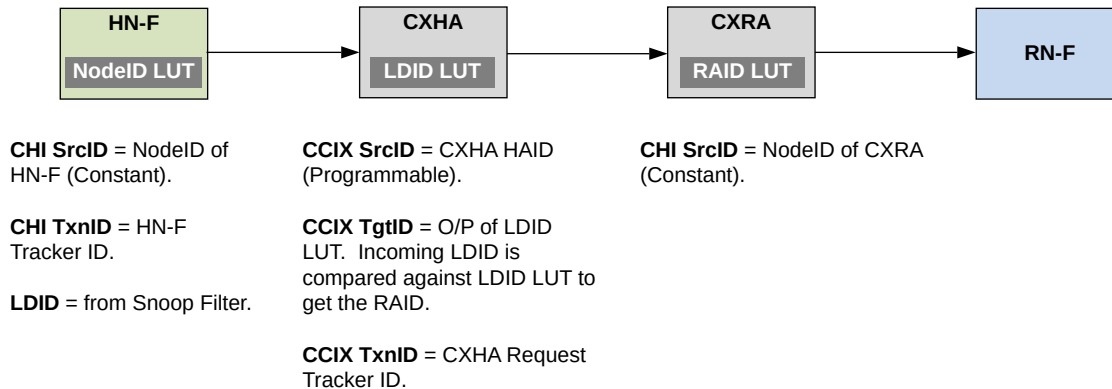 HN-F
NodeID LUT
CXHA
LDID LUT
CXRA
RAID LUT
RN-F
CHI SrcID = NodeID of
HN-F (Constant).
CHI TxnID = HN-F
Tracker ID.
LDID = from Snoop Filter.
CCIX SrcID = CXHA HAID
(Programmable).
CCIX TgtID = O/P of LDID
LUT.  Incoming LDID is
compared against LDID LUT to
get the RAID.
CCIX TxnID = CXHA Request
Tracker ID.
CHI SrcID = NodeID of CXRA
(Constant).